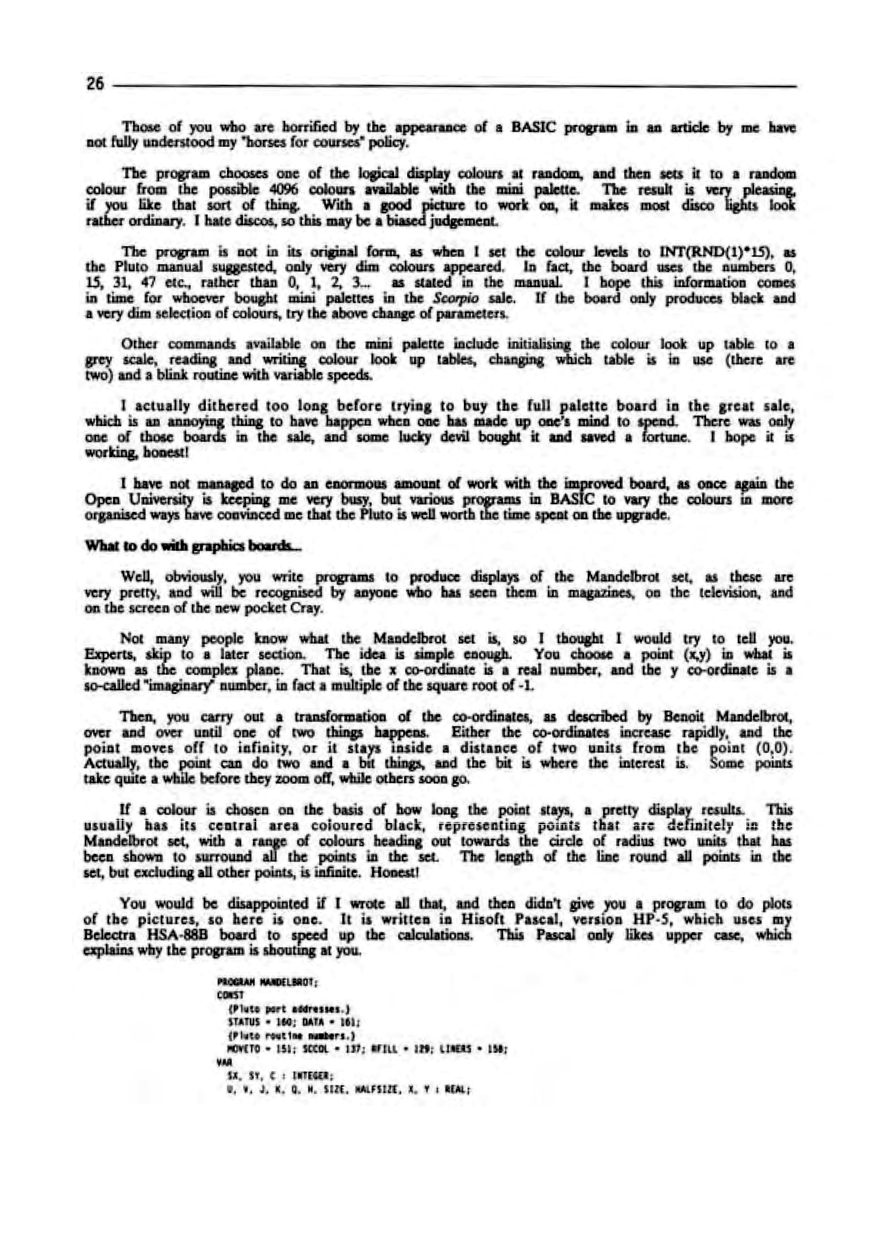 26
Those of you who are horrified by the appearance of a BASIC program in an article by me have
not fully understood my "horses for courses" policy.
The program chooses one of the logical display colours at random, and then sets it to a random
colour from the possible 4096 colours available with the mini palette. The result is very pleasing,
if you like that sort of thing. With a good picture to work on, it makes most disco lights look
rather ordinary. I hate discos, so this may be a biased judgement.
The program is not in its original form, as when I set the colour levels to INT(RND(1)*15), as
the Pluto manual suggested, only very dim colours appeared. In fact, the board uses the numbers 0,
15, 31, 47 etc., rather than 0, 1, 2, 3... as stated in the manual. I hope this information comes
in time for whoever bought mini palettes in the Scorpio sale. If the board only produces black and
a very dim selection of colours, try the above change of parameters.
Other commands available on the mini palette include initialising the colour look up table to a
grey scale, reading and writing colour look up tables, changing which table is in use (there are
two) and a blink routine with variable speeds.
I actually dithered too long before trying to buy the full palette board in the great sale,
which is an annoying thing to have happen when one has made up one's mind to spend. There was only
one of those boards in the sale, and some lucky devil bought it and saved a fortune. I hope it is
working, honest!
I have not managed to do an enormous amount of work with the improved board, as once again the
Open University is keeping me very busy, but various programs in BASIC to vary the colours in more
organised ways have convinced me that the Pluto is well worth the time spent on the upgrade.
What to do with graphics boards...
Well, obviously, you write programs to produce displays of the Mandelbrot set, as these are
very pretty, and will be recognised by anyone who has seen them in magazines, on the television, and
on the screen of the new pocket Cray.
Not many people know what the Mandelbrot set is, so I thought I would try to tell you.
Experts, skip to a later section. The idea is simple enough. You choose a point (x,y) in what is
known as the complex plane. That is, the x co-ordinate is a real number, and the y co-ordinate is a
so-called "imaginary" number, in fact a multiple of the square root of -1.
Then, you carry out a transformation of the co-ordinates, as described by Benoit Mandelbrot,
over and over until one of two things happens. Either the co-ordinates increase rapidly, and the
point moves off to infinity, or it stays inside a distance of two units from the point (0,0).
Actually, the point can do two and a bit things, and the bit is where the interest is. Some points
take quite a while before they zoom off, while others soon go.
If a colour is chosen on the basis of how long the point stays, a pretty display results. This
usually has its central area coloured black, representing points that are definitely in the
Mandelbrot set, with a range of colours heading out towards the circle of radius two units that has
been shown to surround all the points in the set. The length of the line round all points in the
set, but excluding all other points, is infinite. Honest!
You would be disappointed if I wrote all that, and then didn't give you a program to do plots
of the pictures, so here is one. It is written in Hisoft Pascal, version HP-5, which uses my
Belectra HSA-88B board to speed up the calculations. This Pascal only likes upper case, which
explains why the program is shouting at you.
PROGRAM MANDELBROT;
CONST
{Pluto port addresses.}
STATUS = 160; DATA = 161;
{Pluto routine numbers.}
MOVETO = 151; SCCOL = 137; RFILL = 129; LINERS = 158;
VAR
SX, SY, C : INTEGER;
U, V, J, K, Q, H, SIZE, HALFSIZE, X, Y : REAL;